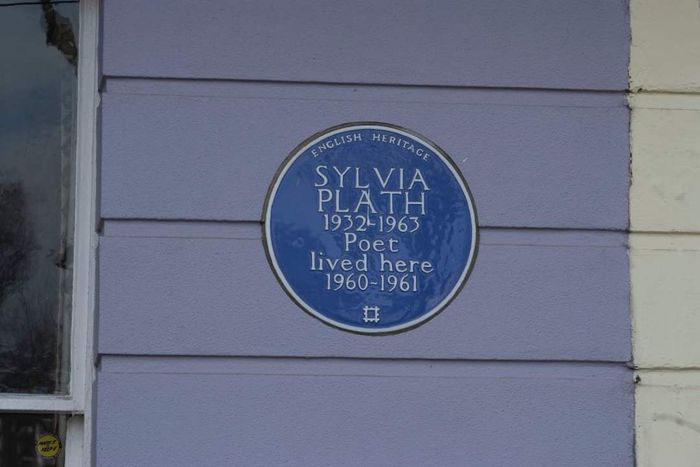 ENGLISH HERITAGE
SYLVIA
PLATH
1932-1963
Poet
lived here
1960-1961